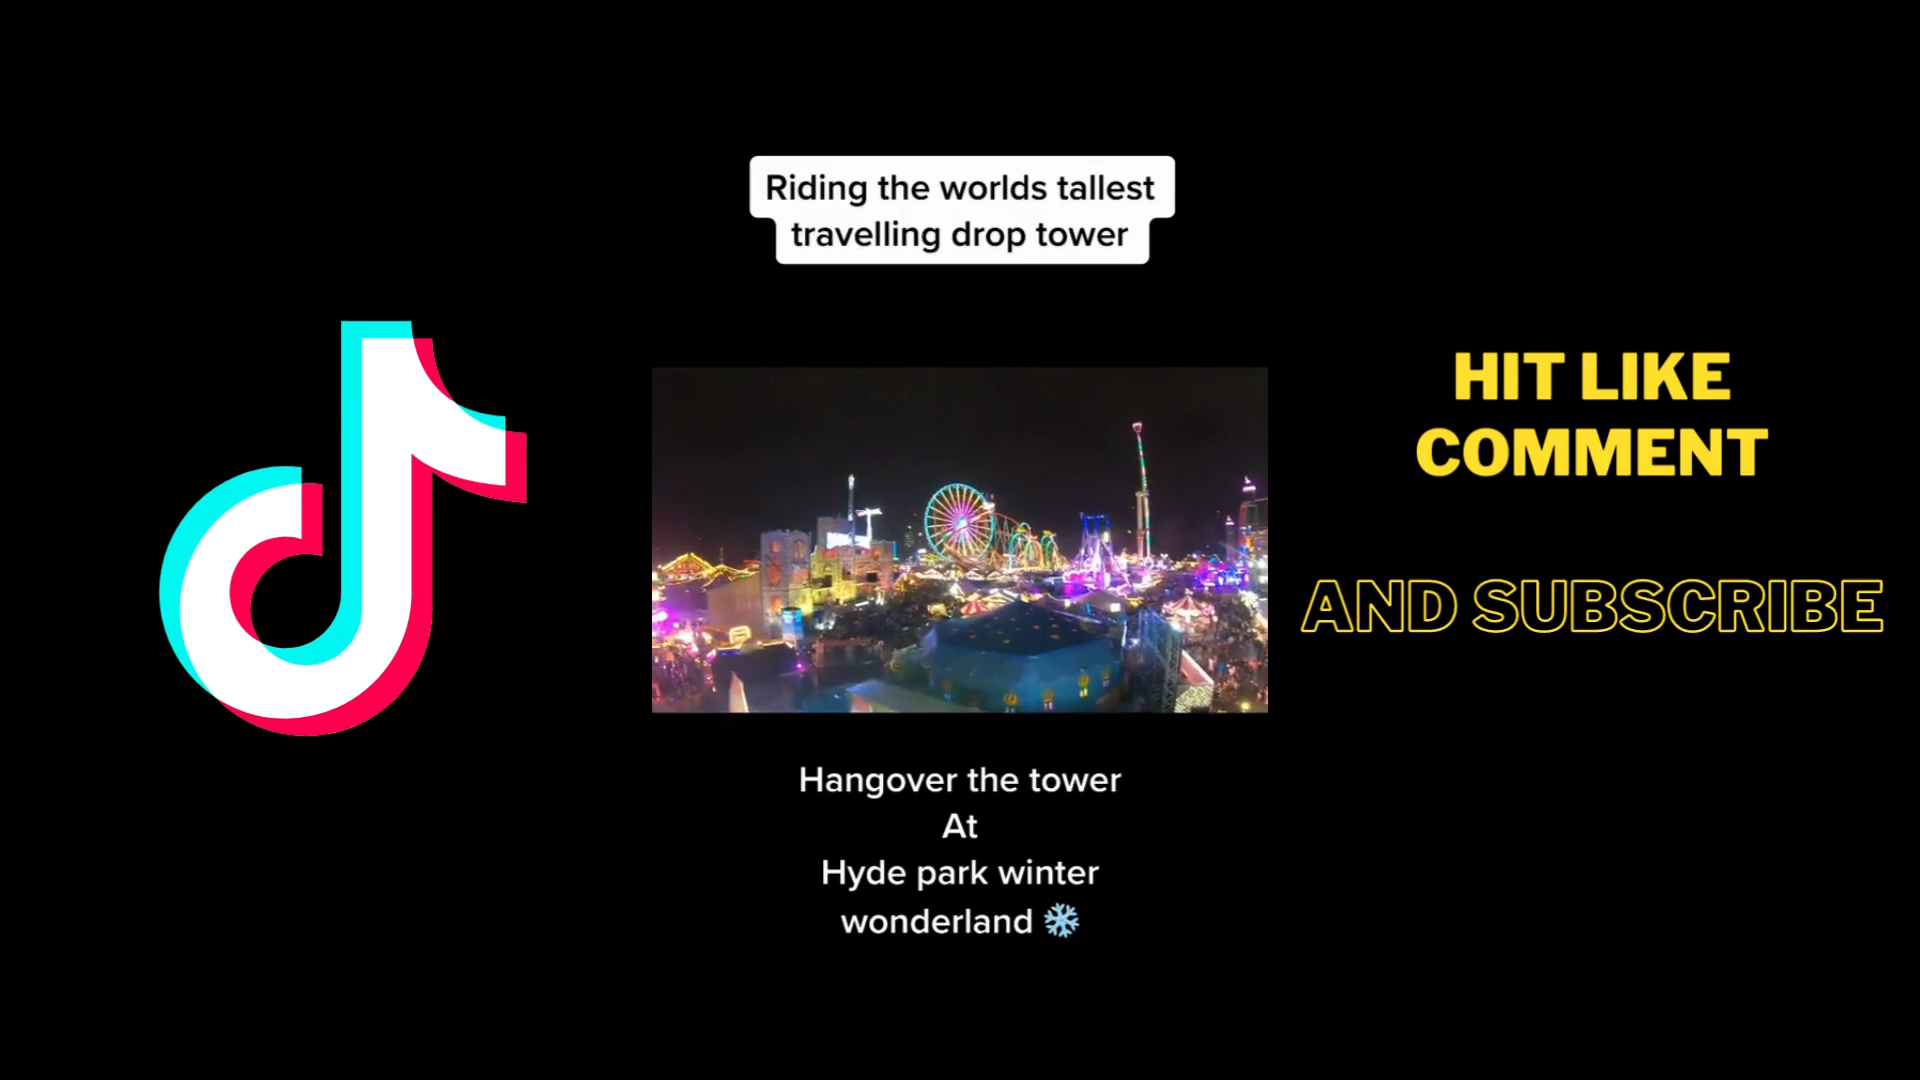 Riding the worlds tallest
travelling drop tower
HIT LIKE
COMMENT
AND SUBSCRIBE
Hangover the tower
At
Hyde park winter
wonderland ❄️